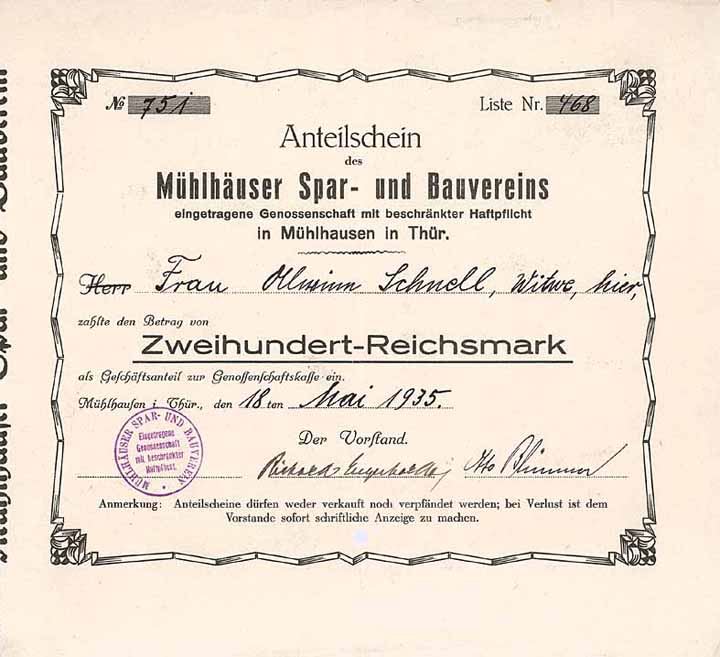 № 751 Liste Nr. 468
Anteilschein
des
Mühlhäuser Spar- und Bauvereins
eingetragene Genossenschaft mit beschränkter Haftpflicht
in Mühlhausen in Thür.
Herr Frau Schnell, Witwe, hier,
zahlte den Betrag von
Zweihundert-Reichsmark
als Geschäftsanteil zur Genossenschaftskasse ein.
Mühlhausen i. Thür., den 18ten Mai 1935.
Der Vorstand.
MÜHLHÄUSER SPAR- UND BAUVEREIN
Eingetragene
Genossenschaft
mit beschränkter
Haftpflicht.
Anmerkung: Anteilscheine dürfen weder verkauft noch verpfändet werden; bei Verlust ist dem
Vorstande sofort schriftliche Anzeige zu machen.